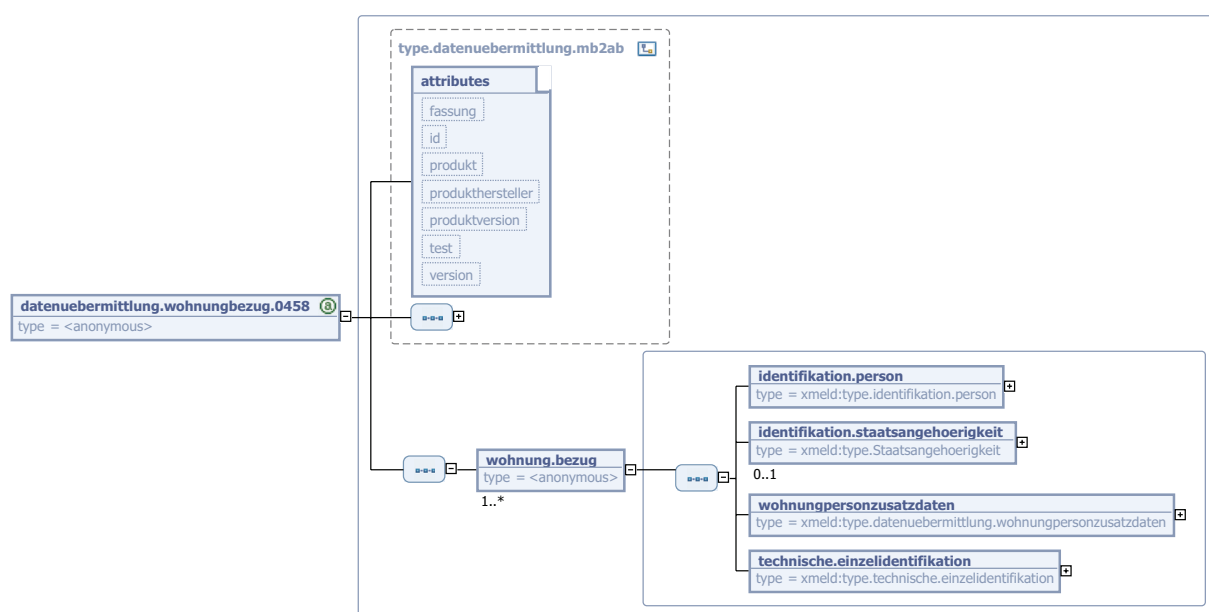 type.datenuebermittlung.mb2ab
attributes
fassung
id
produkt
produkthersteller
produktversion
test
version
datenuebermittlung.wohnungbezug.0458 a
type = <anonymous>
wohnung.bezug
type = <anonymous>
1..*
identifikation.person
type = xmeld:type.identifikation.person
identifikation.staatsangehoerigkeit
type = xmeld:type.Staatsangehoerigkeit
0..1
wohnungpersonzusatzdaten
type = xmeld:type.datenuebermittlung.wohnungpersonzusatzdaten
technische.einzelidentifikation
type = xmeld:type.technische.einzelidentifikation